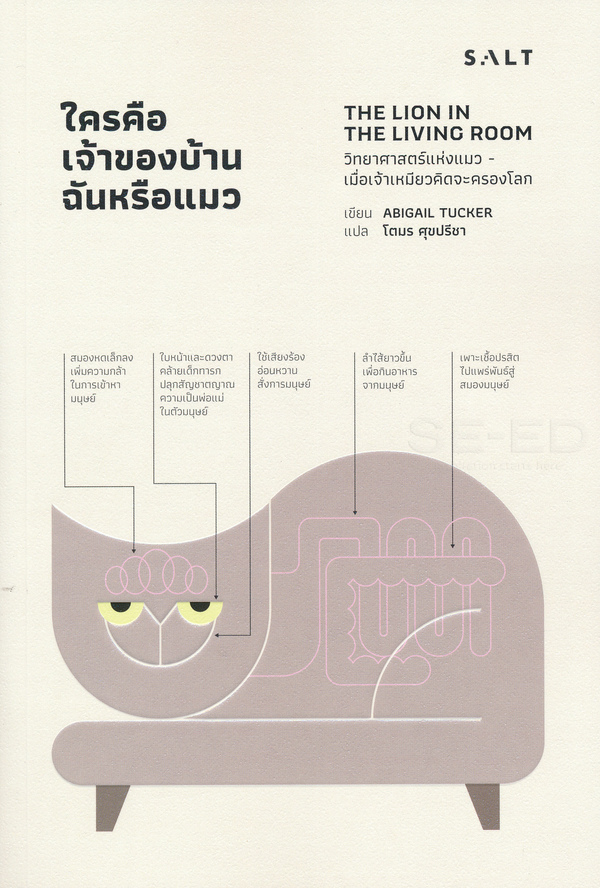 SALT
ใครคือ
เจ้าของบ้าน
ฉันหรือแมว
THE LION IN
THE LIVING ROOM
วิทยาศาสตร์แห่งแมว -
เมื่อเจ้าเหมียวคิดจะครองโลก
เขียน ABIGAIL TUCKER
แปล โตมร ศุขปรีชา
สมองหดเล็กลง
เพิ่มความกล้า
ในการเข้าหา
มนุษย์
ใบหน้าและดวงตา
คล้ายเด็กทารก
ปลุกสัญชาตญาณ
ความเป็นพ่อแม่
ในตัวมนุษย์
ใช้เสียงร้อง
อ่อนหวาน
สั่งการมนุษย์
ลำไส้ยาวขึ้น
เพื่อกินอาหาร
จากมนุษย์
เพาะเชื้อปรสิต
ไปแพร่พันธุ์สู่
สมองมนุษย์
SE-ED